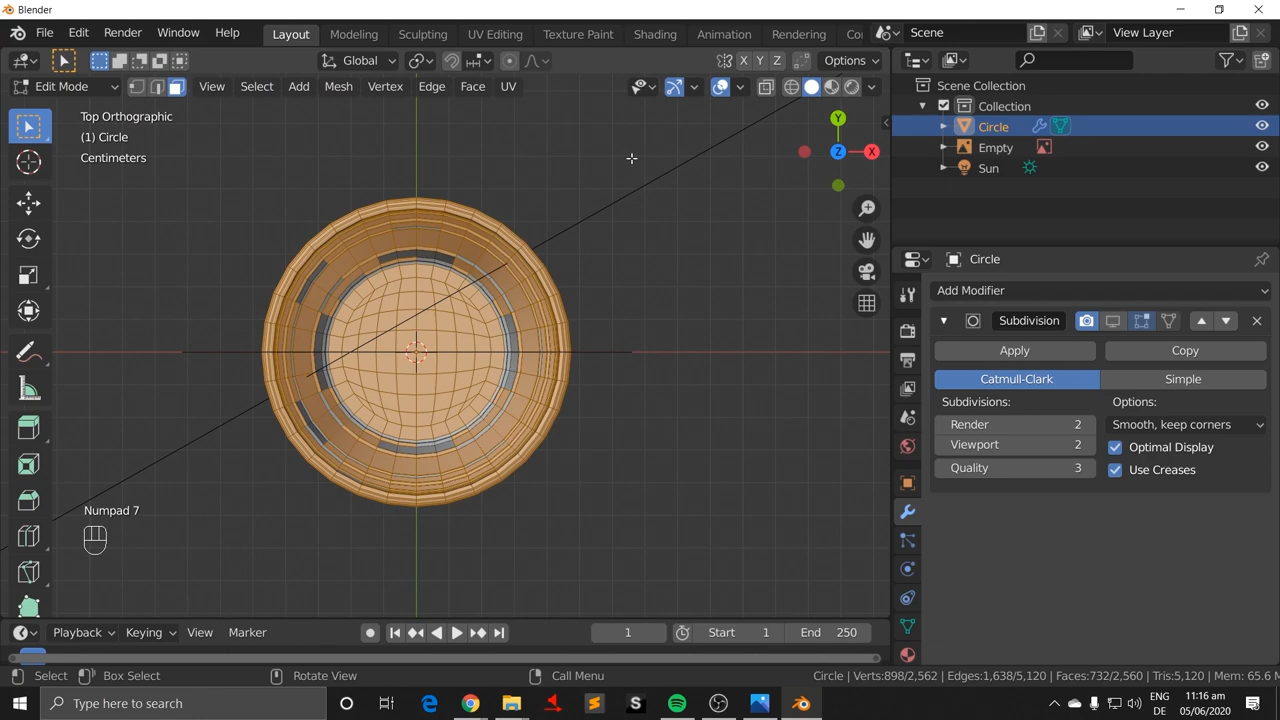 Blender
File Edit Render Window Help Layout Modeling Sculpting UV Editing Texture Paint Shading Animation Rendering Co Scene View Layer
Global Options
Edit Mode View Select Add Mesh Vertex Edge Face UV
X Y Z
Top Orthographic
(1) Circle
Centimeters
Y
Z
X
Numpad 7
Scene Collection
Collection
Circle
Empty
Sun
Circle
Add Modifier
Subdivision
Apply Copy
Catmull-Clark Simple
Subdivisions: Options:
Render 2 Smooth, keep corners
Viewport 2 Optimal Display
Quality 3 Use Creases
Playback Keying View Marker 1 Start 1 End 250
Select Box Select Rotate View Call Menu Circle | Verts:898/2,562 | Edges:1,638/5,120 | Faces:732/2,560 | Tris:5,120 | Mem: 65.6 M
Type here to search
ENG 11:16 am
DE 05/06/2020